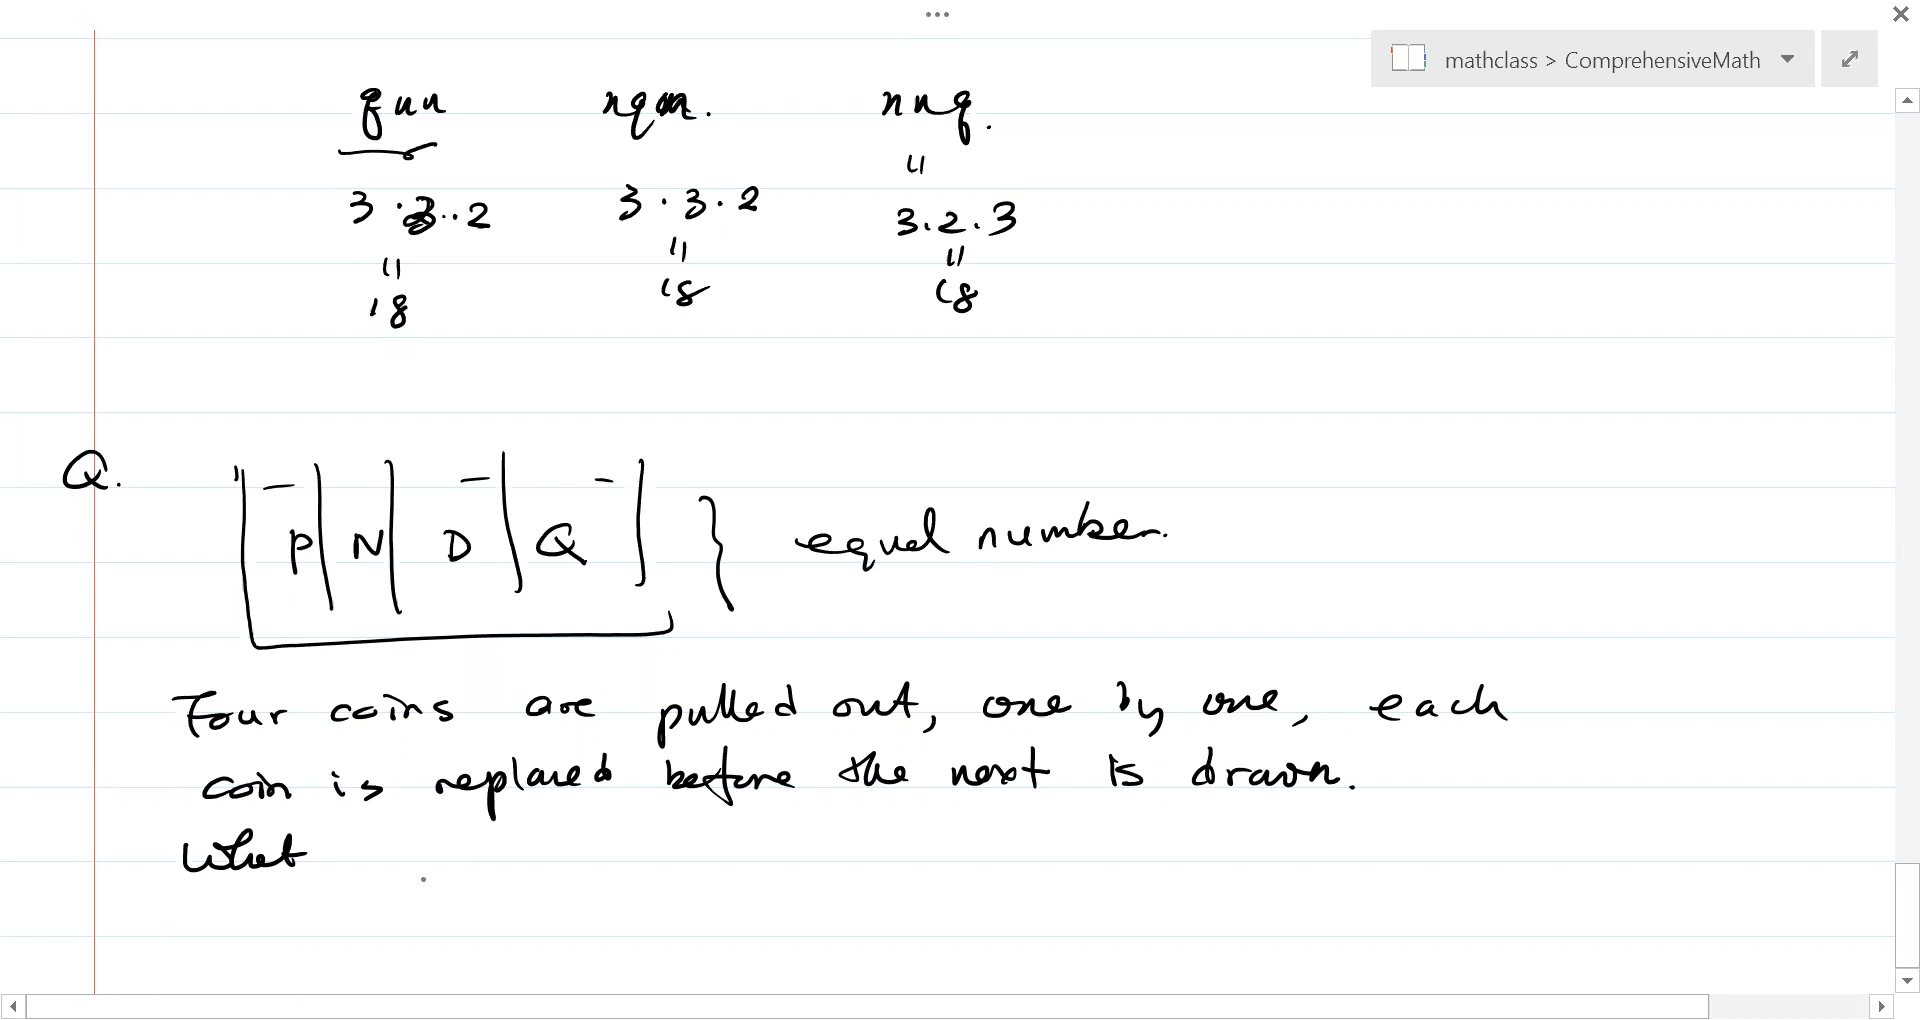 mathclass > ComprehensiveMath
qnn nqn. nnq.
3 · 3 · 2 3 · 3 · 2 3 . 2 . 3
18 18 18
Q.
P N D Q } equal number.
Four coins are pulled out, one by one, each
coin is replaced before the next is drawn.
What